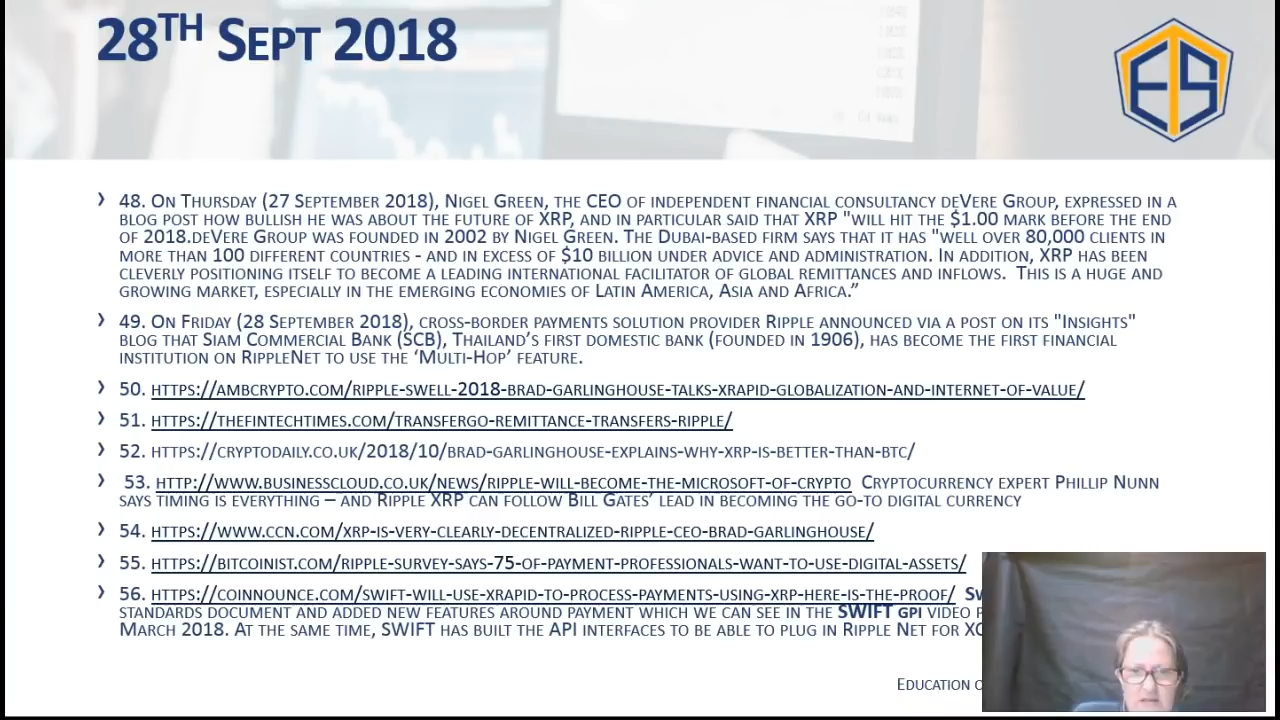 28TH SEPT 2018
ETS
› 48. ON THURSDAY (27 SEPTEMBER 2018), NIGEL GREEN, THE CEO OF INDEPENDENT FINANCIAL CONSULTANCY DEVERE GROUP, EXPRESSED IN A
BLOG POST HOW BULLISH HE WAS ABOUT THE FUTURE OF XRP, AND IN PARTICULAR SAID THAT XRP "WILL HIT THE $1.00 MARK BEFORE THE END
OF 2018.DEVERE GROUP WAS FOUNDED IN 2002 BY NIGEL GREEN. THE DUBAI-BASED FIRM SAYS THAT IT HAS "WELL OVER 80,000 CLIENTS IN
MORE THAN 100 DIFFERENT COUNTRIES - AND IN EXCESS OF $10 BILLION UNDER ADVICE AND ADMINISTRATION. IN ADDITION, XRP HAS BEEN
CLEVERLY POSITIONING ITSELF TO BECOME A LEADING INTERNATIONAL FACILITATOR OF GLOBAL REMITTANCES AND INFLOWS. THIS IS A HUGE AND
GROWING MARKET, ESPECIALLY IN THE EMERGING ECONOMIES OF LATIN AMERICA, ASIA AND AFRICA.”
› 49. ON FRIDAY (28 SEPTEMBER 2018), CROSS-BORDER PAYMENTS SOLUTION PROVIDER RIPPLE ANNOUNCED VIA A POST ON ITS "INSIGHTS"
BLOG THAT SIAM COMMERCIAL BANK (SCB), THAILAND'S FIRST DOMESTIC BANK (FOUNDED IN 1906), HAS BECOME THE FIRST FINANCIAL
INSTITUTION ON RIPPLENET TO USE THE ‘MULTI-HOP’ FEATURE.
› 50. HTTPS://AMBCRYPTO.COM/RIPPLE-SWELL-2018-BRAD-GARLINGHOUSE-TALKS-XRAPID-GLOBALIZATION-AND-INTERNET-OF-VALUE/
› 51. HTTPS://THEFINTECHTIMES.COM/TRANSFERGO-REMITTANCE-TRANSFERS-RIPPLE/
› 52. HTTPS://CRYPTODAILY.CO.UK/2018/10/BRAD-GARLINGHOUSE-EXPLAINS-WHY-XRP-IS-BETTER-THAN-BTC/
› 53. HTTP://WWW.BUSINESSCLOUD.CO.UK/NEWS/RIPPLE-WILL-BECOME-THE-MICROSOFT-OF-CRYPTO CRYPTOCURRENCY EXPERT PHILLIP NUNN
SAYS TIMING IS EVERYTHING – AND RIPPLE XRP CAN FOLLOW BILL GATES’ LEAD IN BECOMING THE GO-TO DIGITAL CURRENCY
› 54. HTTPS://WWW.CCN.COM/XRP-IS-VERY-CLEARLY-DECENTRALIZED-RIPPLE-CEO-BRAD-GARLINGHOUSE/
› 55. HTTPS://BITCOINIST.COM/RIPPLE-SURVEY-SAYS-75-OF-PAYMENT-PROFESSIONALS-WANT-TO-USE-DIGITAL-ASSETS/
› 56. HTTPS://COINNOUNCE.COM/SWIFT-WILL-USE-XRAPID-TO-PROCESS-PAYMENTS-USING-XRP-HERE-IS-THE-PROOF/
STANDARDS DOCUMENT AND ADDED NEW FEATURES AROUND PAYMENT WHICH WE CAN SEE IN THE SWIFT GPI VIDEO
MARCH 2018. AT THE SAME TIME, SWIFT HAS BUILT THE API INTERFACES TO BE ABLE TO PLUG IN RIPPLE NET FOR
EDUCATION